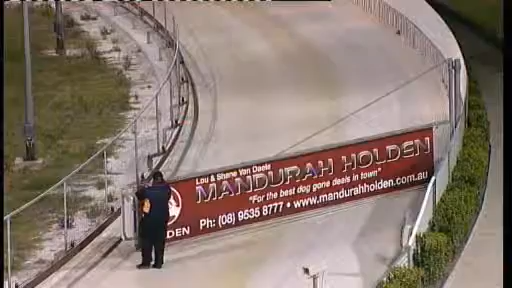 Lou & Shane Van Daele
MANDURAH HOLDEN
"For the best dog gone deals in town"
Ph: (08) 9535 8777 • www.mandurahholden.com.au